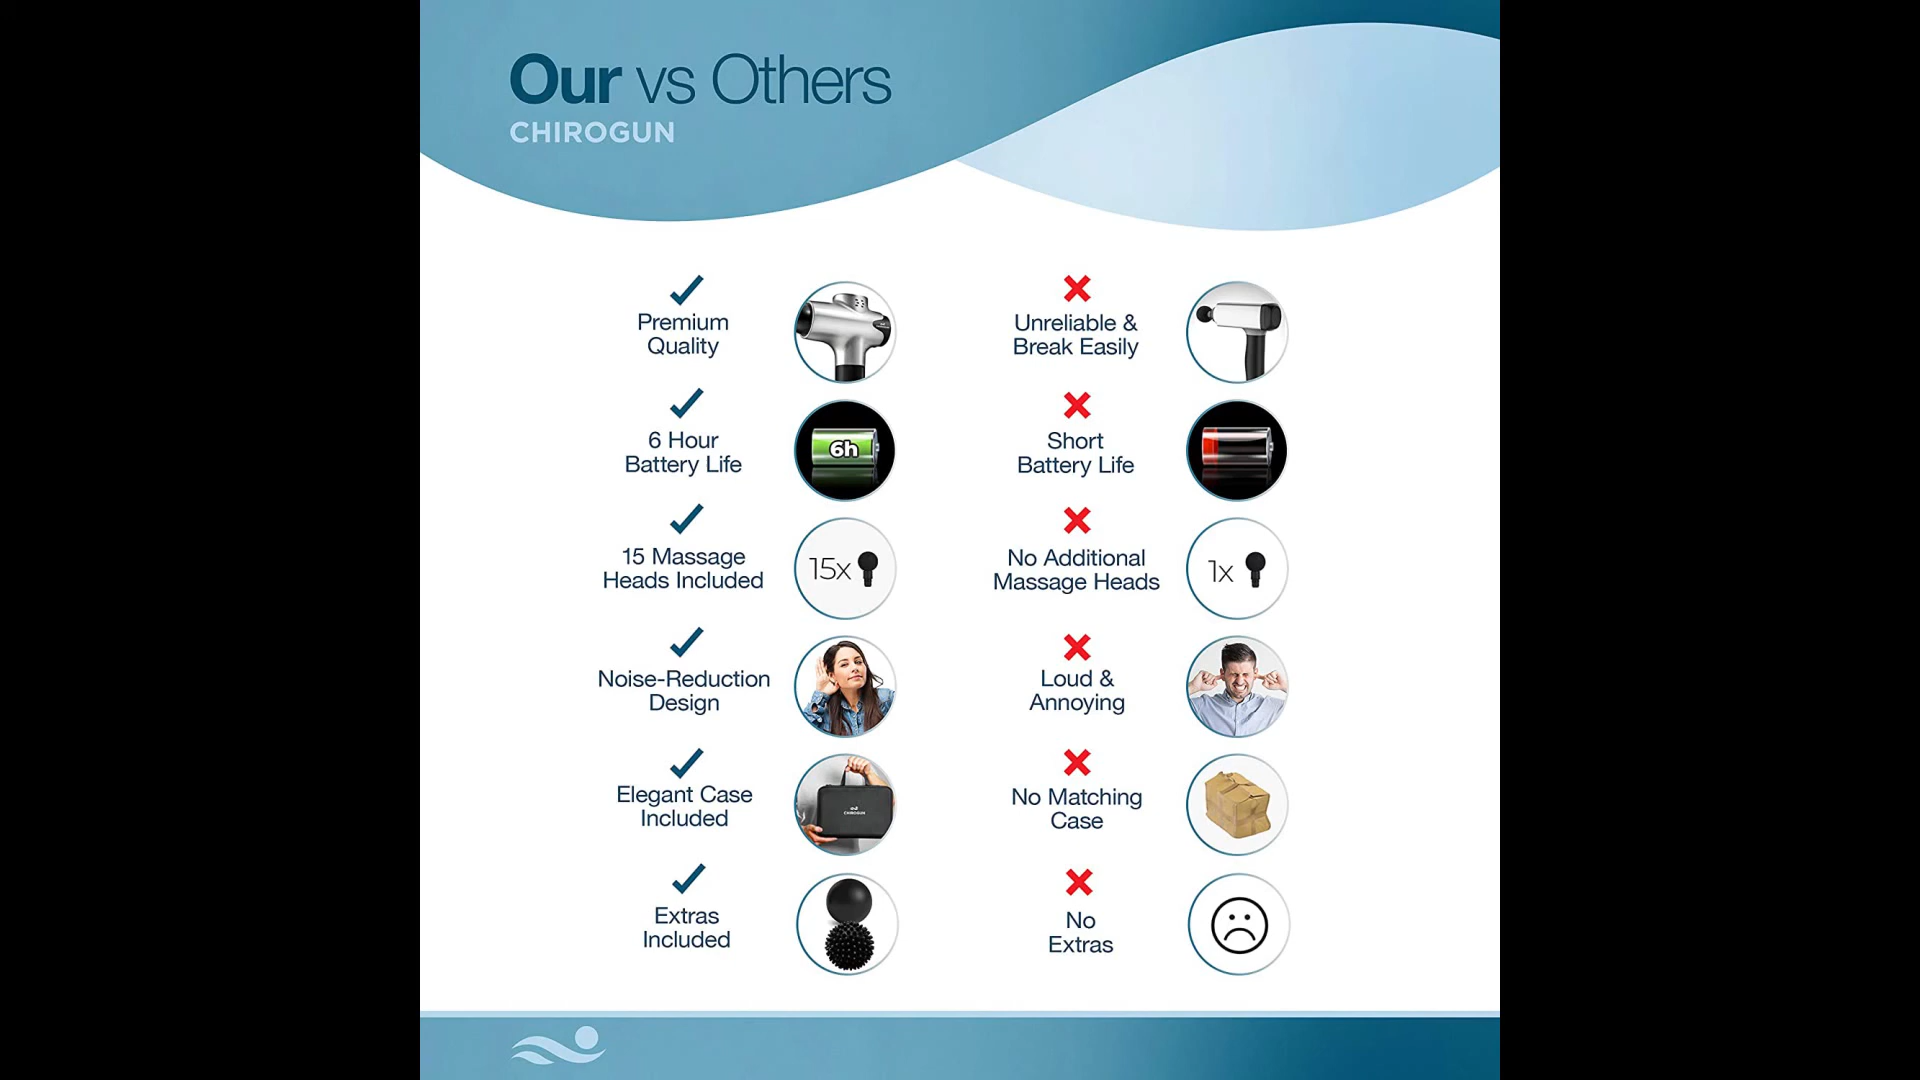 Our vs Others
CHIROGUN
Premium
Quality
Unreliable &
Break Easily
6 Hour
Battery Life
6h
Short
Battery Life
15 Massage
Heads Included
15x
No Additional
Massage Heads
1x
Noise-Reduction
Design
Loud &
Annoying
Elegant Case
Included
CHIROGUN
No Matching
Case
Extras
Included
No
Extras